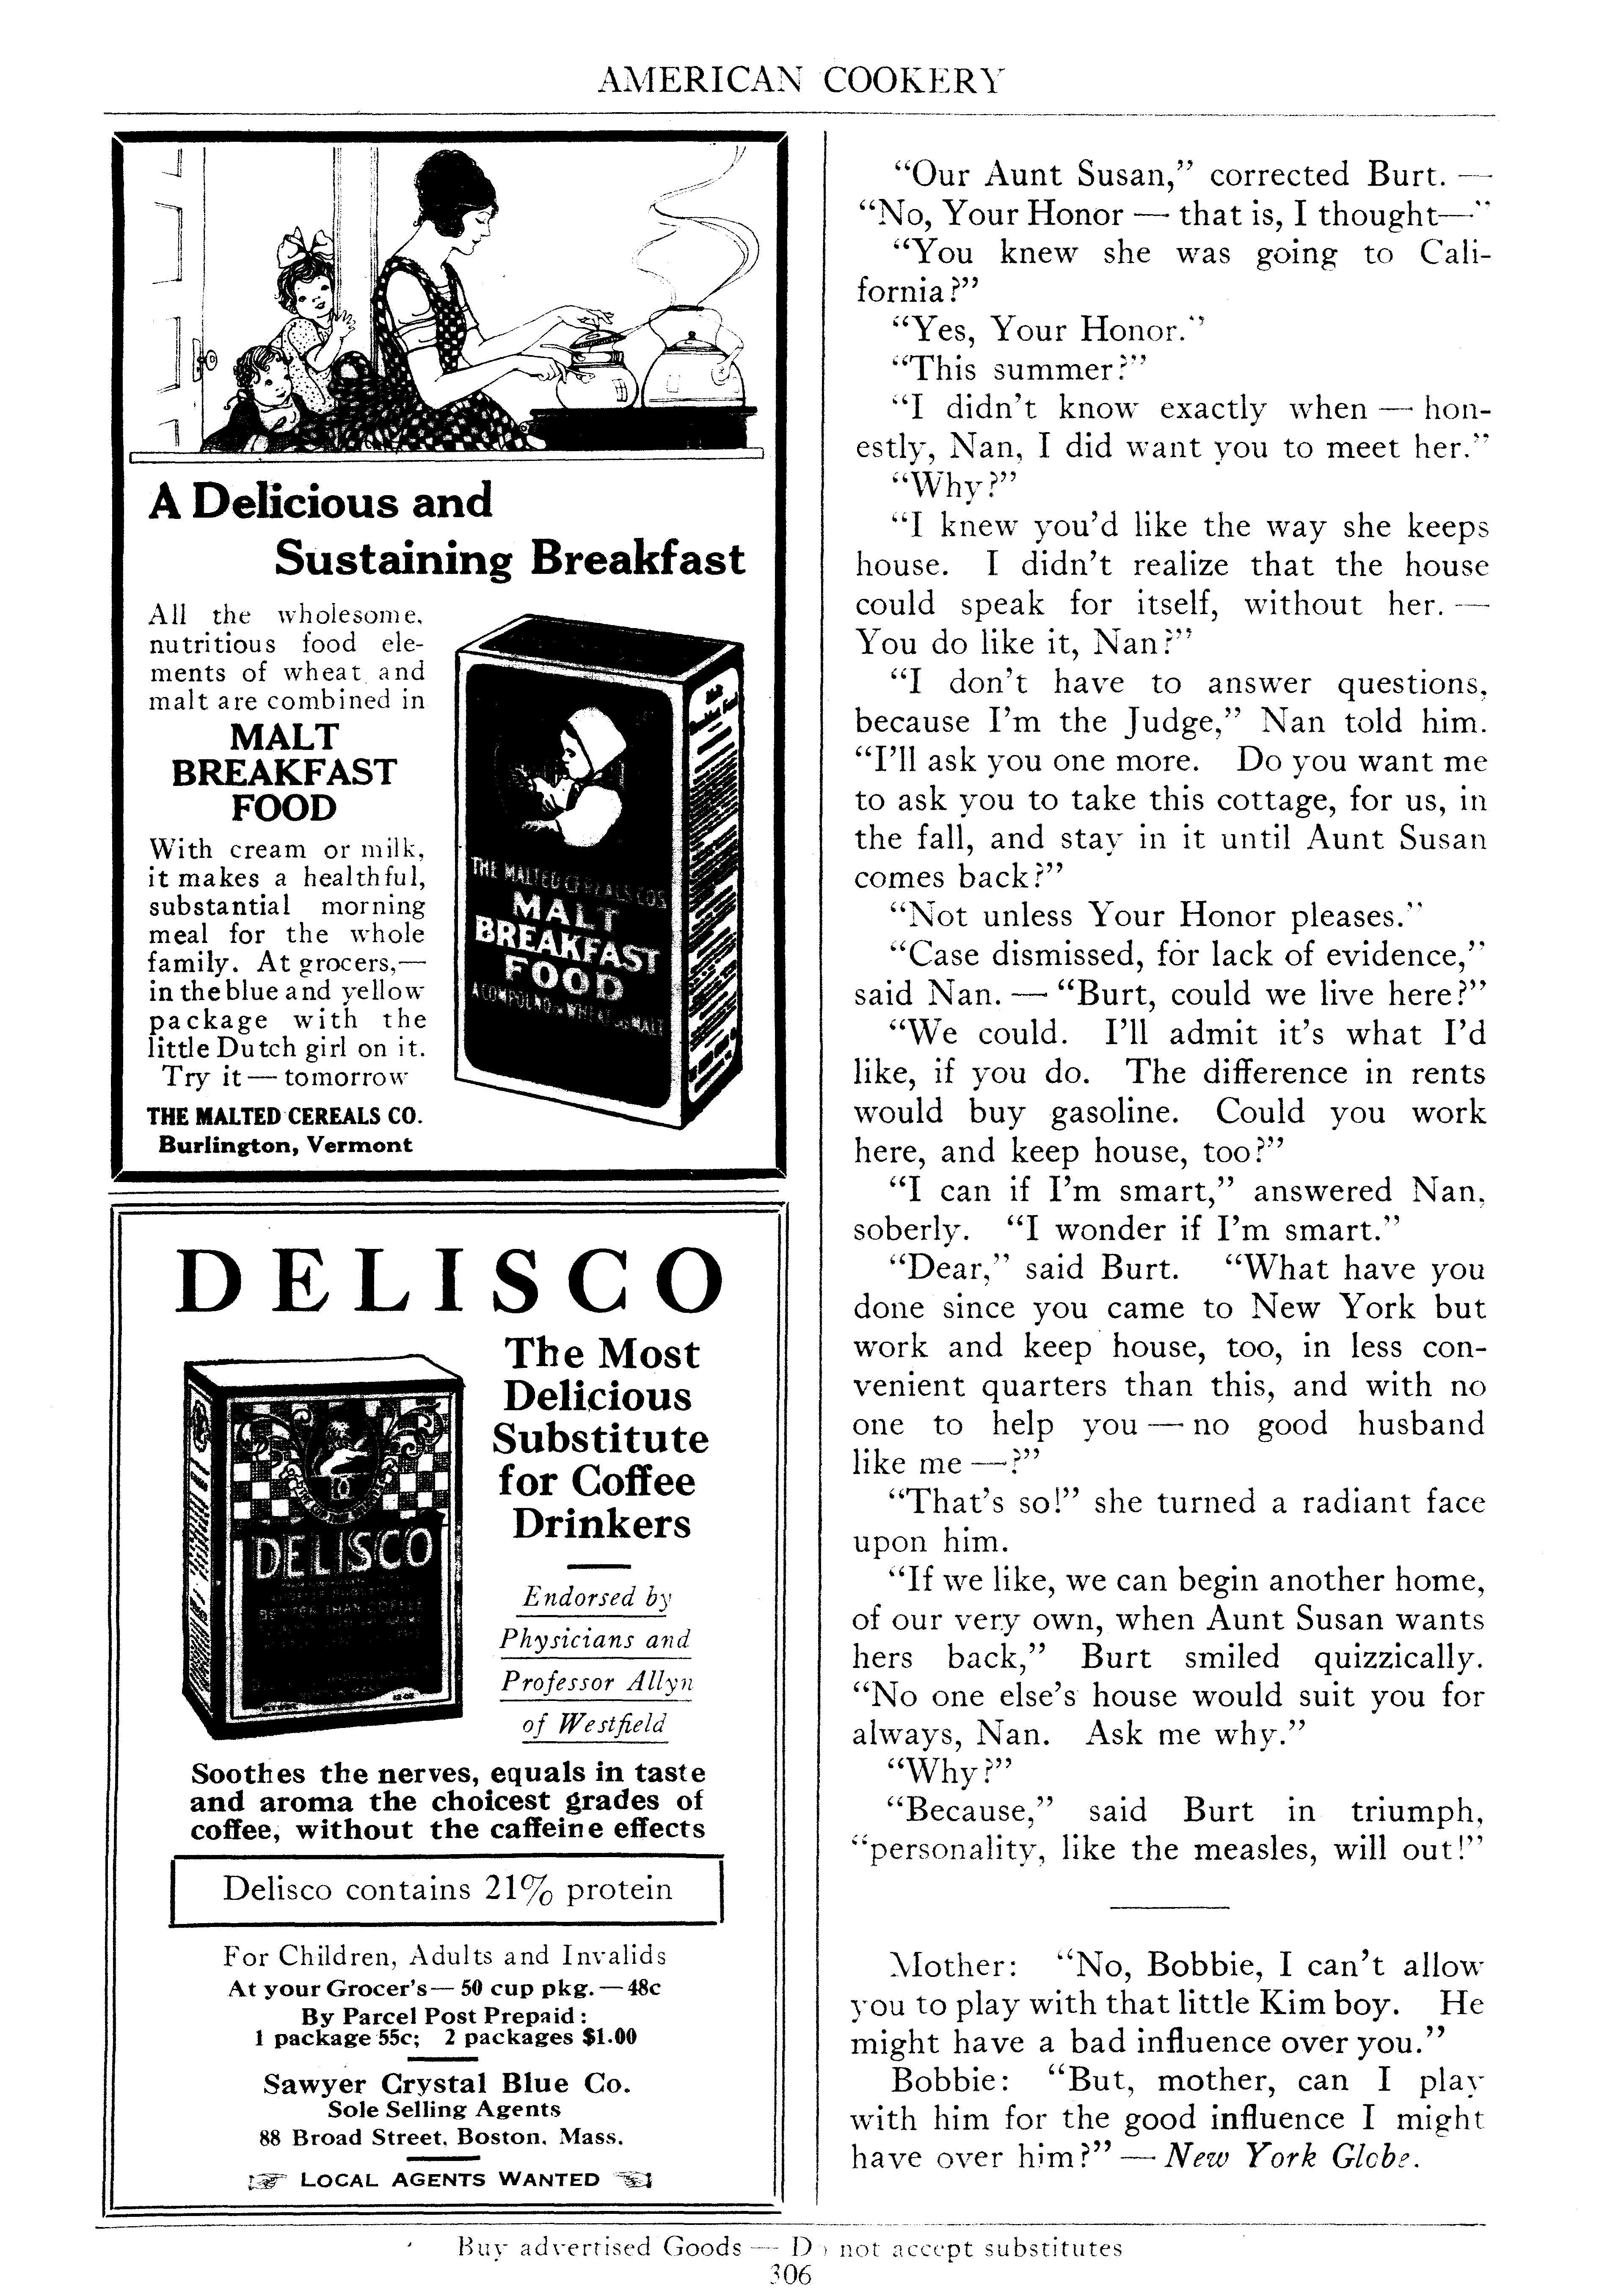 AMERICAN COOKERY
A Delicious and
Sustaining Breakfast
All the wholesome,
nutritious food ele-
ments of wheat and
malt are combined in
MALT
BREAKFAST
FOOD
With cream or milk,
it makes a healthful,
substantial morning
meal for the whole
family. At grocers,—
in the blue and yellow
package with the
little Dutch girl on it.
Try it — tomorrow
THE MALTED CEREALS CO.
Burlington, Vermont
THE MALTED CEREALS COS.
MALT
BREAKFAST
FOOD
A COMPOUND OF WHEAT AND MALT
DELISCO
The Most
Delicious
Substitute
for Coffee
Drinkers
Endorsed by
Physicians and
Professor Allyn
of Westfield
DELISCO
BETTER THAN COFFEE
Soothes the nerves, equals in taste
and aroma the choicest grades of
coffee, without the caffeine effects
Delisco contains 21% protein
For Children, Adults and Invalids
At your Grocer's — 50 cup pkg. — 48c
By Parcel Post Prepaid:
1 package 55c; 2 packages $1.00
Sawyer Crystal Blue Co.
Sole Selling Agents
88 Broad Street, Boston, Mass.
LOCAL AGENTS WANTED
"Our Aunt Susan," corrected Burt. —
"No, Your Honor — that is, I thought—"
"You knew she was going to Cali-
fornia?"
"Yes, Your Honor."
"This summer?"
"I didn't know exactly when — hon-
estly, Nan, I did want you to meet her."
"Why?"
"I knew you'd like the way she keeps
house. I didn't realize that the house
could speak for itself, without her. —
You do like it, Nan?"
"I don't have to answer questions,
because I'm the Judge," Nan told him.
"I'll ask you one more. Do you want me
to ask you to take this cottage, for us, in
the fall, and stay in it until Aunt Susan
comes back?"
"Not unless Your Honor pleases."
"Case dismissed, for lack of evidence,"
said Nan. — "Burt, could we live here?"
"We could. I'll admit it's what I'd
like, if you do. The difference in rents
would buy gasoline. Could you work
here, and keep house, too?"
"I can if I'm smart," answered Nan,
soberly. "I wonder if I'm smart."
"Dear," said Burt. "What have you
done since you came to New York but
work and keep house, too, in less con-
venient quarters than this, and with no
one to help you — no good husband
like me —?"
"That's so!" she turned a radiant face
upon him.
"If we like, we can begin another home,
of our very own, when Aunt Susan wants
hers back," Burt smiled quizzically.
"No one else's house would suit you for
always, Nan. Ask me why."
"Why?"
"Because," said Burt in triumph,
"personality, like the measles, will out!"
Mother: "No, Bobbie, I can't allow
you to play with that little Kim boy. He
might have a bad influence over you."
Bobbie: "But, mother, can I play
with him for the good influence I might
have over him?" — New York Globe.
Buy advertised Goods — Do not accept substitutes
306